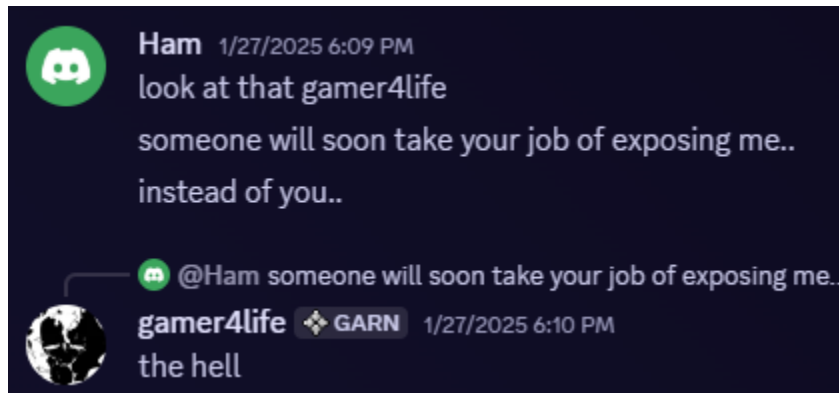 Ham 1/27/2025 6:09 PM
look at that gamer4life
someone will soon take your job of exposing me..
instead of you..
@Ham someone will soon take your job of exposing me..
gamer4life GARN 1/27/2025 6:10 PM
the hell